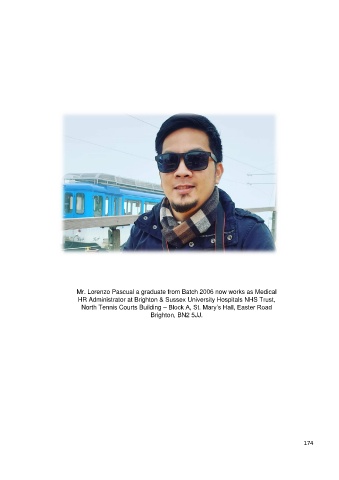 Mr. Lorenzo Pascual a graduate from Batch 2006 now works as Medical
HR Administrator at Brighton & Sussex University Hospitals NHS Trust,
North Tennis Courts Building – Block A, St. Mary's Hall, Easter Road
Brighton, BN2 5JJ.
174